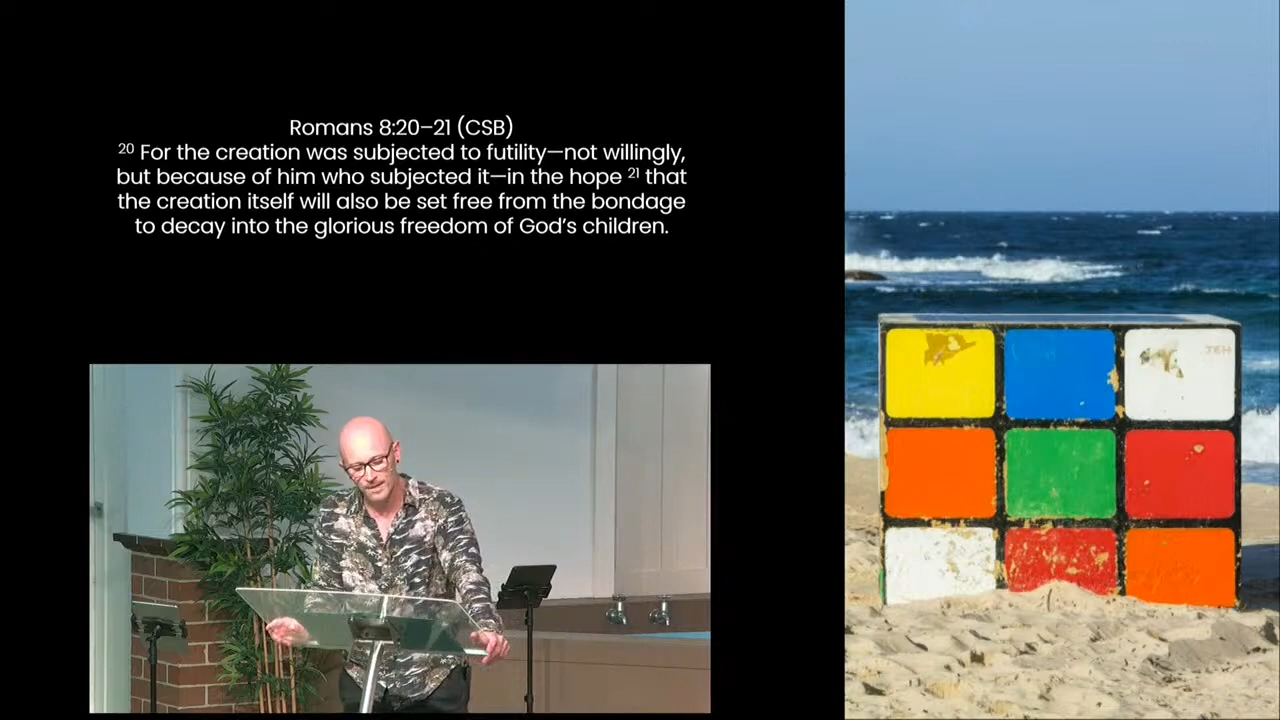 Romans 8:20–21 (CSB)
²⁰ For the creation was subjected to futility—not willingly,
but because of him who subjected it—in the hope ²¹ that
the creation itself will also be set free from the bondage
to decay into the glorious freedom of God’s children.
JEH